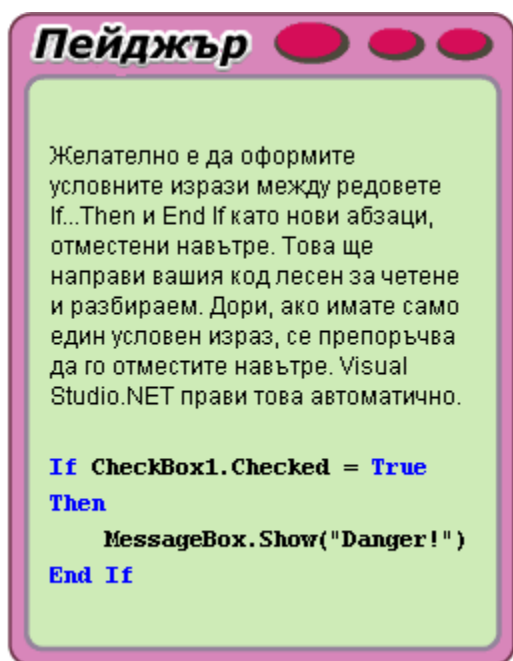 Пейджър
Желателно е да оформите
условните изрази между редовете
If...Then и End If като нови абзаци,
отместени навътре. Това ще
направи вашия код лесен за четене
и разбираем. Дори, ако имате само
един условен израз, се препоръчва
да го отместите навътре. Visual
Studio.NET прави това автоматично.
If CheckBox1.Checked = True
Then
MessageBox.Show("Danger!")
End If